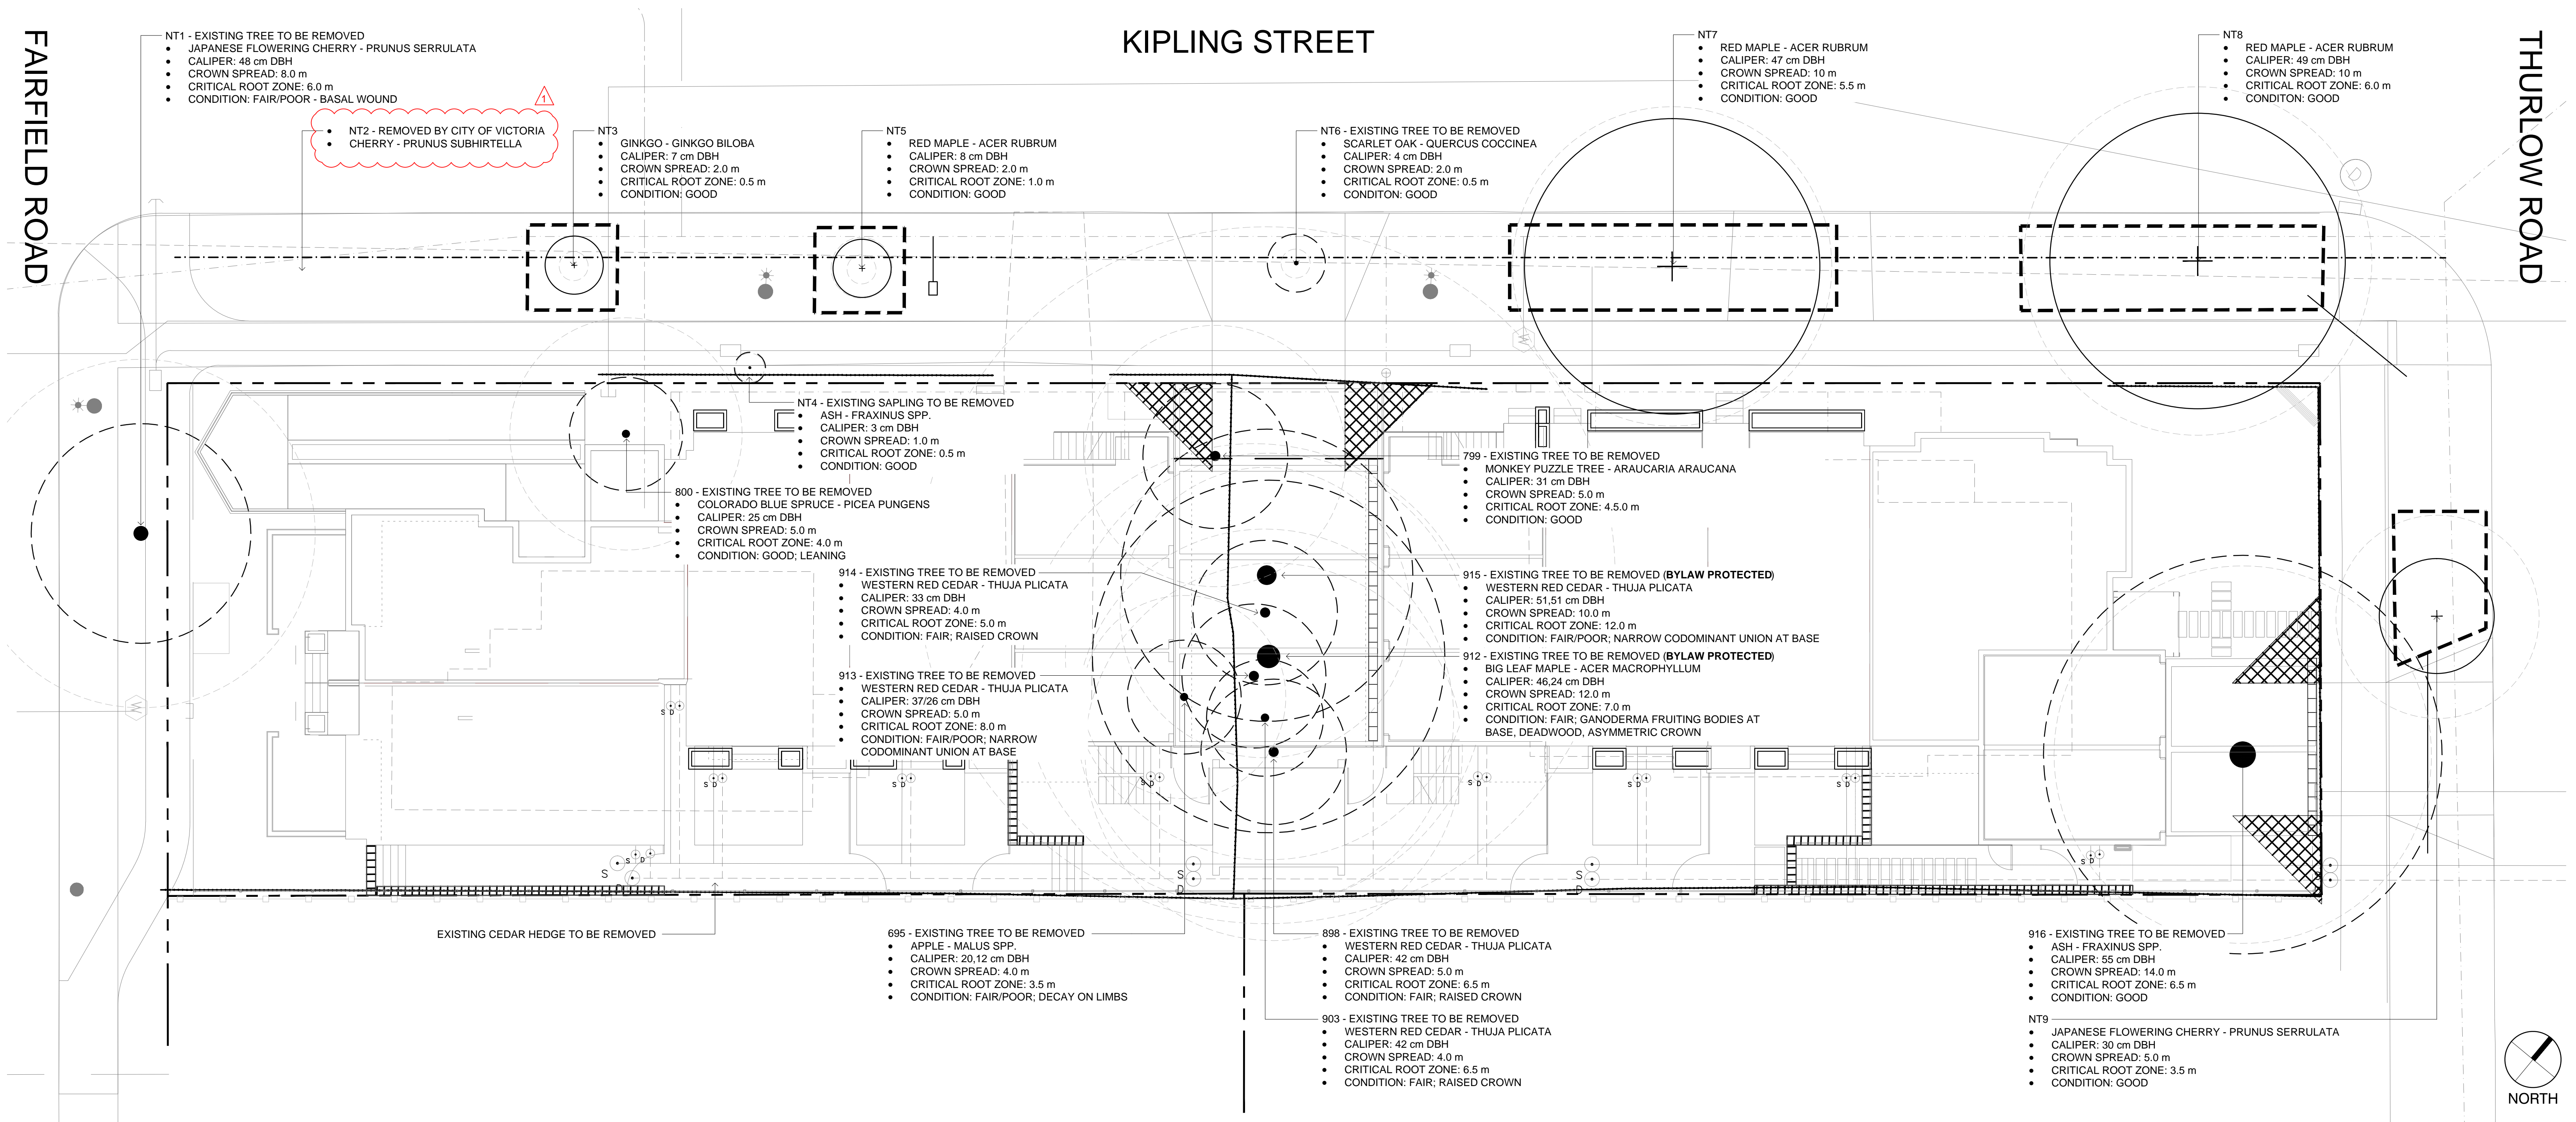 FAIRFIELD ROAD
KIPLING STREET
THURLOW ROAD
NT1 - EXISTING TREE TO BE REMOVED
• JAPANESE FLOWERING CHERRY - PRUNUS SERRULATA
• CALIPER: 48 cm DBH
• CROWN SPREAD: 8.0 m
• CRITICAL ROOT ZONE: 6.0 m
• CONDITION: FAIR/POOR - BASAL WOUND
1
• NT2 - REMOVED BY CITY OF VICTORIA
• CHERRY - PRUNUS SUBHIRTELLA
NT3
• GINKGO - GINKGO BILOBA
• CALIPER: 7 cm DBH
• CROWN SPREAD: 2.0 m
• CRITICAL ROOT ZONE: 0.5 m
• CONDITION: GOOD
NT5
• RED MAPLE - ACER RUBRUM
• CALIPER: 8 cm DBH
• CROWN SPREAD: 2.0 m
• CRITICAL ROOT ZONE: 1.0 m
• CONDITION: GOOD
NT6 - EXISTING TREE TO BE REMOVED
• SCARLET OAK - QUERCUS COCCINEA
• CALIPER: 4 cm DBH
• CROWN SPREAD: 2.0 m
• CRITICAL ROOT ZONE: 0.5 m
• CONDITON: GOOD
NT7
• RED MAPLE - ACER RUBRUM
• CALIPER: 47 cm DBH
• CROWN SPREAD: 10 m
• CRITICAL ROOT ZONE: 5.5 m
• CONDITION: GOOD
NT8
• RED MAPLE - ACER RUBRUM
• CALIPER: 49 cm DBH
• CROWN SPREAD: 10 m
• CRITICAL ROOT ZONE: 6.0 m
• CONDITON: GOOD
NT4 - EXISTING SAPLING TO BE REMOVED
• ASH - FRAXINUS SPP.
• CALIPER: 3 cm DBH
• CROWN SPREAD: 1.0 m
• CRITICAL ROOT ZONE: 0.5 m
• CONDITION: GOOD
800 - EXISTING TREE TO BE REMOVED
• COLORADO BLUE SPRUCE - PICEA PUNGENS
• CALIPER: 25 cm DBH
• CROWN SPREAD: 5.0 m
• CRITICAL ROOT ZONE: 4.0 m
• CONDITION: GOOD; LEANING
799 - EXISTING TREE TO BE REMOVED
• MONKEY PUZZLE TREE - ARAUCARIA ARAUCANA
• CALIPER: 31 cm DBH
• CROWN SPREAD: 5.0 m
• CRITICAL ROOT ZONE: 4.5.0 m
• CONDITION: GOOD
914 - EXISTING TREE TO BE REMOVED
• WESTERN RED CEDAR - THUJA PLICATA
• CALIPER: 33 cm DBH
• CROWN SPREAD: 4.0 m
• CRITICAL ROOT ZONE: 5.0 m
• CONDITION: FAIR; RAISED CROWN
915 - EXISTING TREE TO BE REMOVED (BYLAW PROTECTED)
• WESTERN RED CEDAR - THUJA PLICATA
• CALIPER: 51,51 cm DBH
• CROWN SPREAD: 10.0 m
• CRITICAL ROOT ZONE: 12.0 m
• CONDITION: FAIR/POOR; NARROW CODOMINANT UNION AT BASE
913 - EXISTING TREE TO BE REMOVED
• WESTERN RED CEDAR - THUJA PLICATA
• CALIPER: 37/26 cm DBH
• CROWN SPREAD: 5.0 m
• CRITICAL ROOT ZONE: 8.0 m
• CONDITION: FAIR/POOR; NARROW
CODOMINANT UNION AT BASE
912 - EXISTING TREE TO BE REMOVED (BYLAW PROTECTED)
• BIG LEAF MAPLE - ACER MACROPHYLLUM
• CALIPER: 46,24 cm DBH
• CROWN SPREAD: 12.0 m
• CRITICAL ROOT ZONE: 7.0 m
• CONDITION: FAIR; GANODERMA FRUITING BODIES AT
BASE, DEADWOOD, ASYMMETRIC CROWN
S D
S D
S D
S D
S D
S D
S D
S D
S D
S
D
S
D
S
D
EXISTING CEDAR HEDGE TO BE REMOVED
695 - EXISTING TREE TO BE REMOVED
• APPLE - MALUS SPP.
• CALIPER: 20,12 cm DBH
• CROWN SPREAD: 4.0 m
• CRITICAL ROOT ZONE: 3.5 m
• CONDITION: FAIR/POOR; DECAY ON LIMBS
898 - EXISTING TREE TO BE REMOVED
• WESTERN RED CEDAR - THUJA PLICATA
• CALIPER: 42 cm DBH
• CROWN SPREAD: 5.0 m
• CRITICAL ROOT ZONE: 6.5 m
• CONDITION: FAIR; RAISED CROWN
903 - EXISTING TREE TO BE REMOVED
• WESTERN RED CEDAR - THUJA PLICATA
• CALIPER: 42 cm DBH
• CROWN SPREAD: 4.0 m
• CRITICAL ROOT ZONE: 6.5 m
• CONDITION: FAIR; RAISED CROWN
916 - EXISTING TREE TO BE REMOVED
• ASH - FRAXINUS SPP.
• CALIPER: 55 cm DBH
• CROWN SPREAD: 14.0 m
• CRITICAL ROOT ZONE: 6.5 m
• CONDITION: GOOD
NT9
• JAPANESE FLOWERING CHERRY - PRUNUS SERRULATA
• CALIPER: 30 cm DBH
• CROWN SPREAD: 5.0 m
• CRITICAL ROOT ZONE: 3.5 m
• CONDITION: GOOD
NORTH